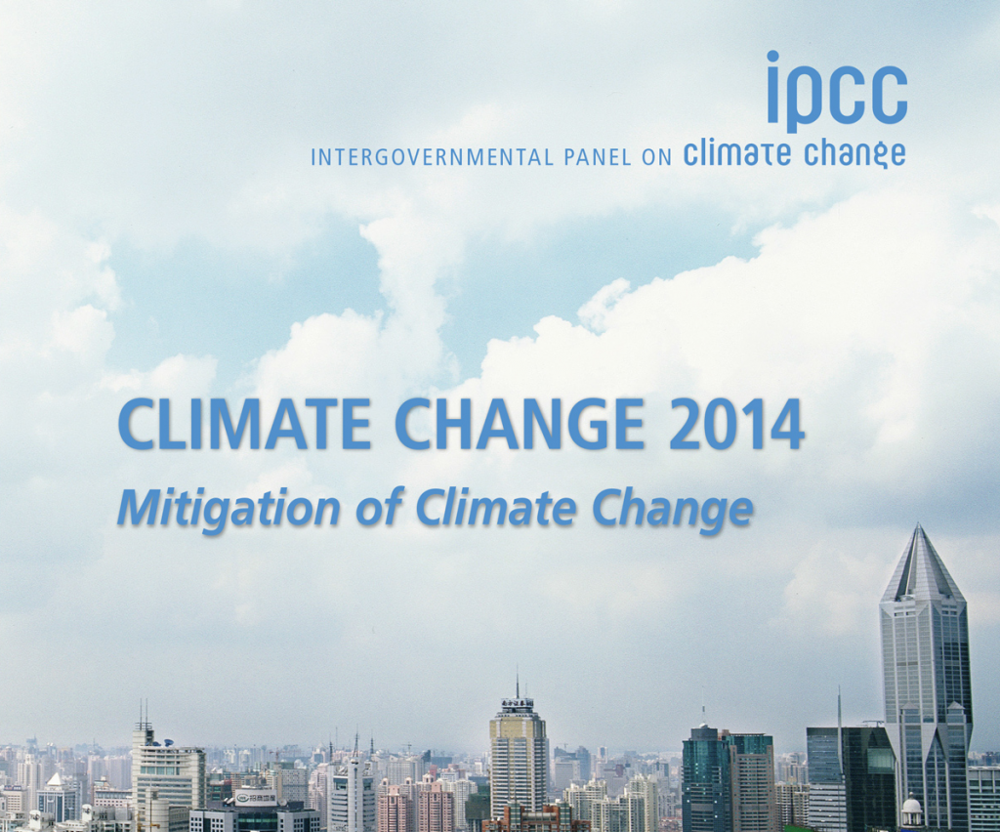 ipcc
INTERGOVERNMENTAL PANEL ON climate change
CLIMATE CHANGE 2014
Mitigation of Climate Change